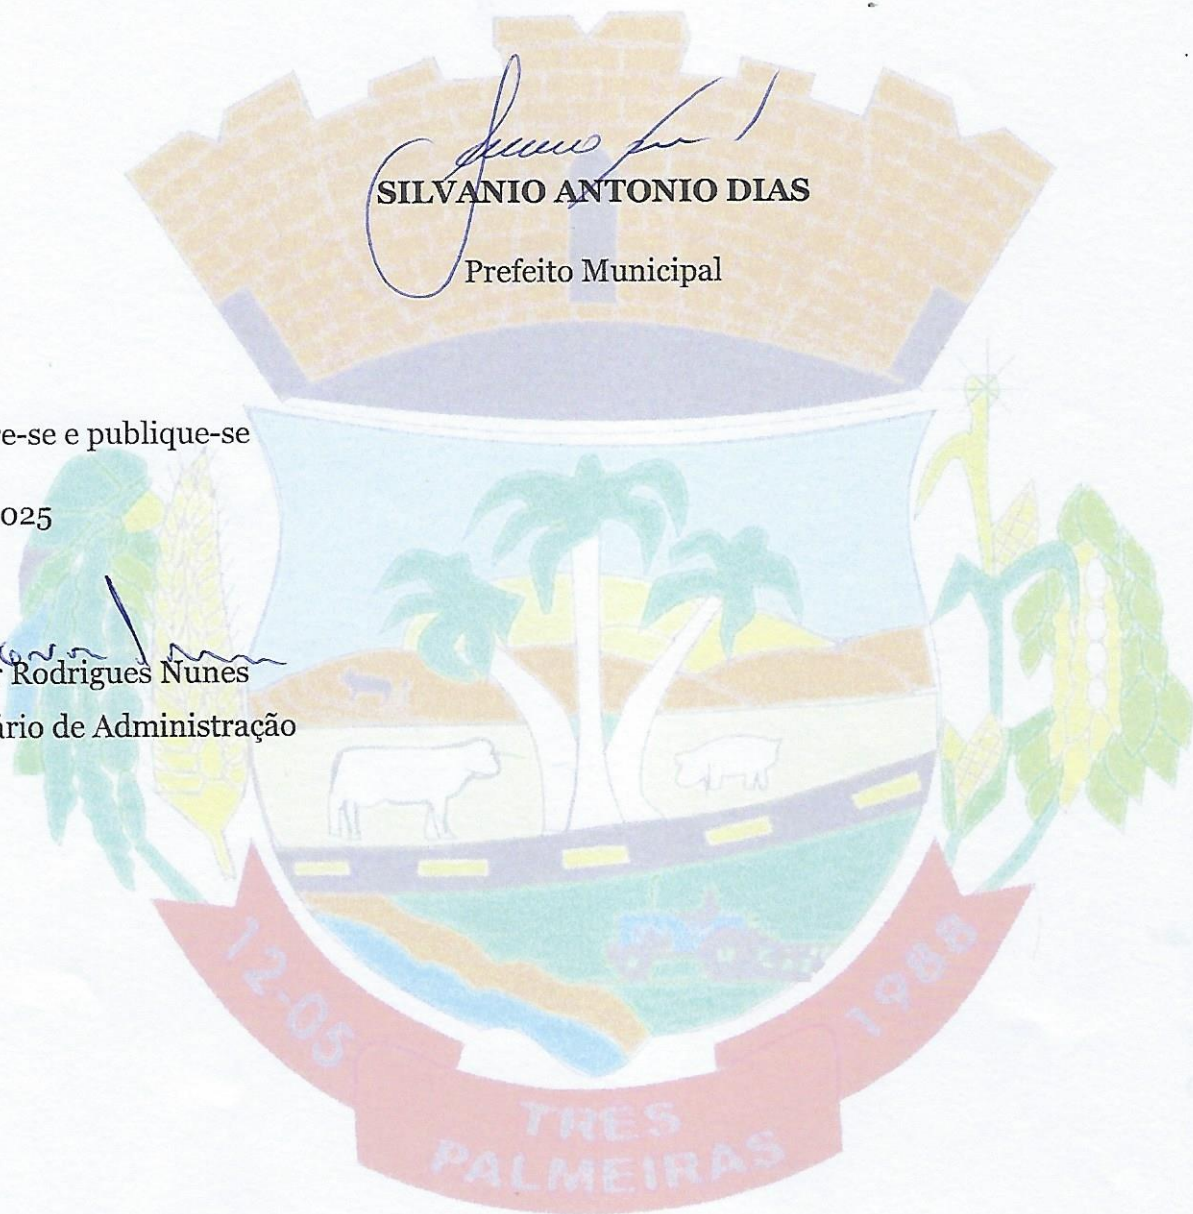 SILVANIO ANTONIO DIAS
Prefeito Municipal
e-se e publique-se
025
Rodrigues Nunes
ário de Administração
12-05
1988
TRES
PALMEIRAS